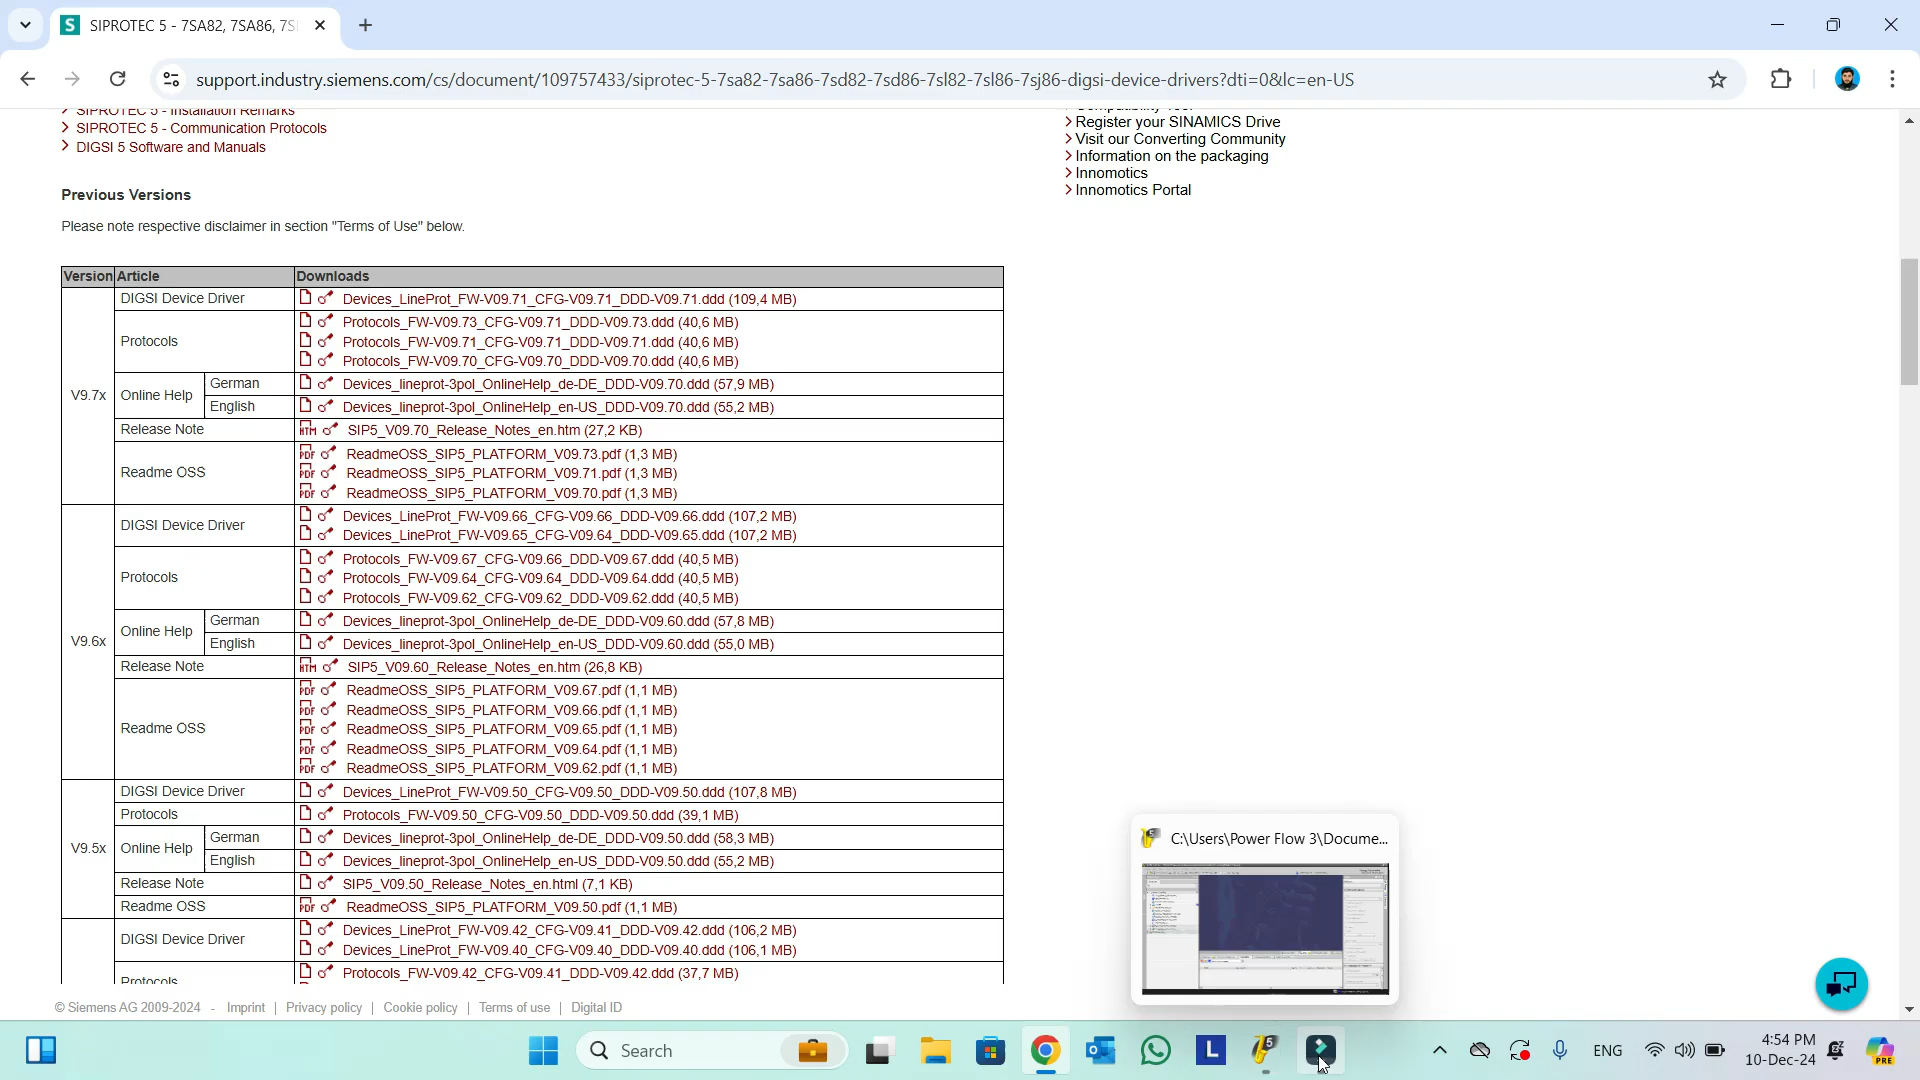 SIPROTEC 5 - 7SA82, 7SA86, 7S
support.industry.siemens.com/cs/document/109757433/siprotec-5-7sa82-7sa86-7sd82-7sd86-7sl82-7sl86-7sj86-digsi-device-drivers?dti=0&lc=en-US
SIPROTEC 5 - Installation Remarks
SIPROTEC 5 - Communication Protocols
DIGSI 5 Software and Manuals
Compatibility Tool
Register your SINAMICS Drive
Visit our Converting Community
Information on the packaging
Innomotics
Innomotics Portal
Previous Versions
Please note respective disclaimer in section "Terms of Use" below.
Version Article Downloads
V9.7x
DIGSI Device Driver
Devices_LineProt_FW-V09.71_CFG-V09.71_DDD-V09.71.ddd (109,4 MB)
Protocols
Protocols_FW-V09.73_CFG-V09.71_DDD-V09.73.ddd (40,6 MB)
Protocols_FW-V09.71_CFG-V09.71_DDD-V09.71.ddd (40,6 MB)
Protocols_FW-V09.70_CFG-V09.70_DDD-V09.70.ddd (40,6 MB)
Online Help
German
Devices_lineprot-3pol_OnlineHelp_de-DE_DDD-V09.70.ddd (57,9 MB)
English
Devices_lineprot-3pol_OnlineHelp_en-US_DDD-V09.70.ddd (55,2 MB)
Release Note
HTM SIP5_V09.70_Release_Notes_en.htm (27,2 KB)
Readme OSS
PDF ReadmeOSS_SIP5_PLATFORM_V09.73.pdf (1,3 MB)
PDF ReadmeOSS_SIP5_PLATFORM_V09.71.pdf (1,3 MB)
PDF ReadmeOSS_SIP5_PLATFORM_V09.70.pdf (1,3 MB)
V9.6x
DIGSI Device Driver
Devices_LineProt_FW-V09.66_CFG-V09.66_DDD-V09.66.ddd (107,2 MB)
Devices_LineProt_FW-V09.65_CFG-V09.64_DDD-V09.65.ddd (107,2 MB)
Protocols
Protocols_FW-V09.67_CFG-V09.66_DDD-V09.67.ddd (40,5 MB)
Protocols_FW-V09.64_CFG-V09.64_DDD-V09.64.ddd (40,5 MB)
Protocols_FW-V09.62_CFG-V09.62_DDD-V09.62.ddd (40,5 MB)
Online Help
German
Devices_lineprot-3pol_OnlineHelp_de-DE_DDD-V09.60.ddd (57,8 MB)
English
Devices_lineprot-3pol_OnlineHelp_en-US_DDD-V09.60.ddd (55,0 MB)
Release Note
HTM SIP5_V09.60_Release_Notes_en.htm (26,8 KB)
Readme OSS
PDF ReadmeOSS_SIP5_PLATFORM_V09.67.pdf (1,1 MB)
PDF ReadmeOSS_SIP5_PLATFORM_V09.66.pdf (1,1 MB)
PDF ReadmeOSS_SIP5_PLATFORM_V09.65.pdf (1,1 MB)
PDF ReadmeOSS_SIP5_PLATFORM_V09.64.pdf (1,1 MB)
PDF ReadmeOSS_SIP5_PLATFORM_V09.62.pdf (1,1 MB)
V9.5x
DIGSI Device Driver
Devices_LineProt_FW-V09.50_CFG-V09.50_DDD-V09.50.ddd (107,8 MB)
Protocols
Protocols_FW-V09.50_CFG-V09.50_DDD-V09.50.ddd (39,1 MB)
Online Help
German
Devices_lineprot-3pol_OnlineHelp_de-DE_DDD-V09.50.ddd (58,3 MB)
English
Devices_lineprot-3pol_OnlineHelp_en-US_DDD-V09.50.ddd (55,2 MB)
Release Note
SIP5_V09.50_Release_Notes_en.html (7,1 KB)
Readme OSS
PDF ReadmeOSS_SIP5_PLATFORM_V09.50.pdf (1,1 MB)
DIGSI Device Driver
Devices_LineProt_FW-V09.42_CFG-V09.41_DDD-V09.42.ddd (106,2 MB)
Devices_LineProt_FW-V09.40_CFG-V09.40_DDD-V09.40.ddd (106,1 MB)
Protocols
Protocols_FW-V09.42_CFG-V09.41_DDD-V09.42.ddd (37,7 MB)
C:\Users\Power Flow 3\Docume...
© Siemens AG 2009-2024 - Imprint | Privacy policy | Cookie policy | Terms of use | Digital ID
Search
ENG
4:54 PM
10-Dec-24
PRE